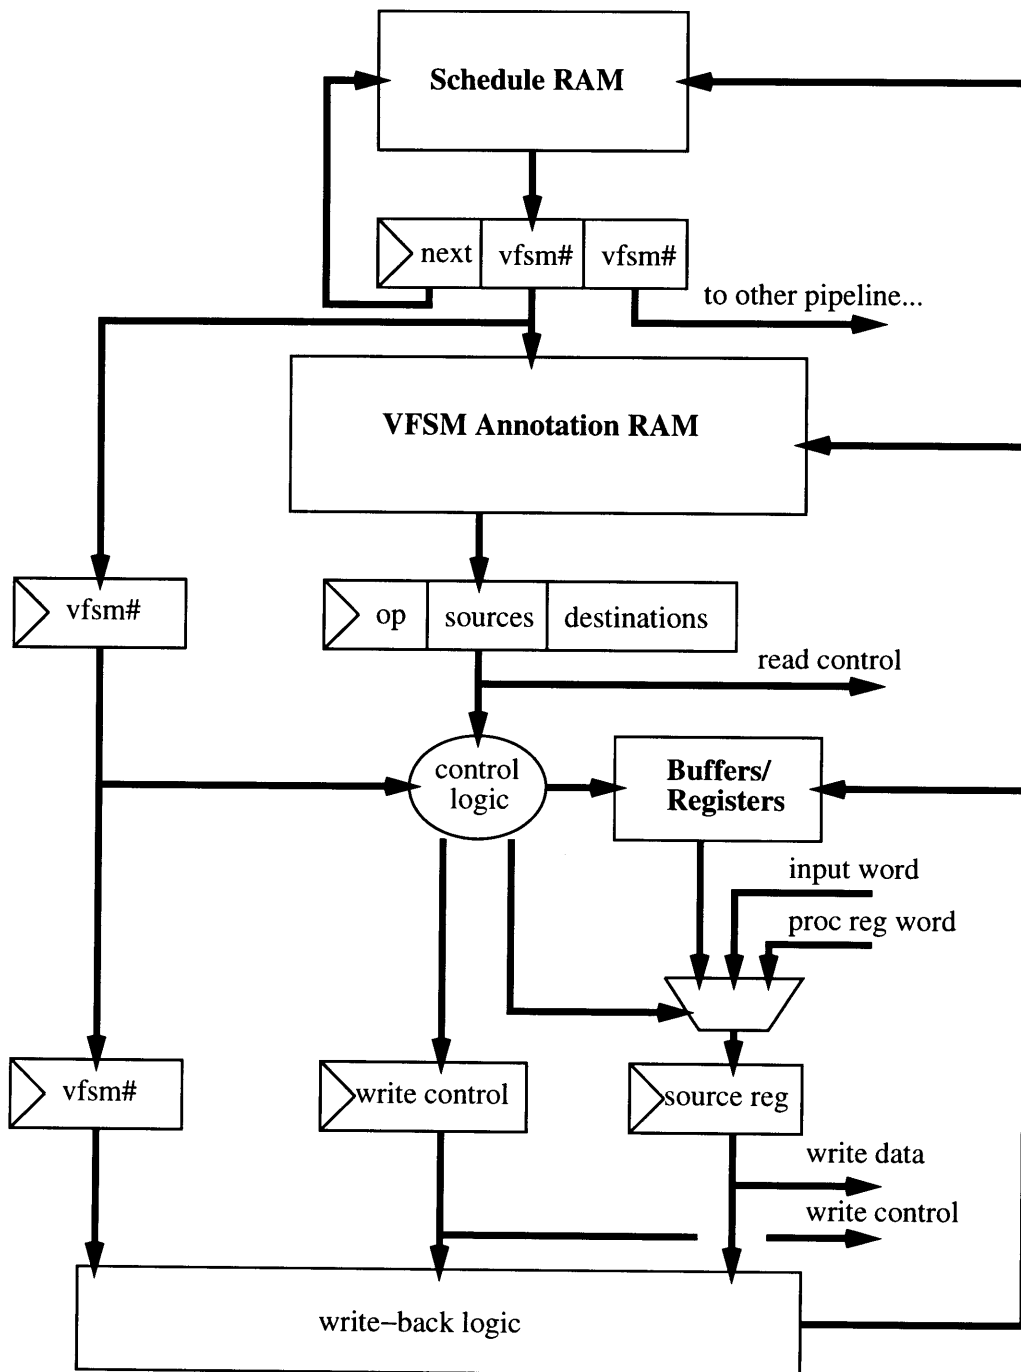 Schedule RAM
next vfsm# vfsm#
to other pipeline...
VFSM Annotation RAM
vfsm#
op sources destinations
read control
control
logic
Buffers/
Registers
input word
proc reg word
vfsm#
write control
source reg
write data
write control
write-back logic